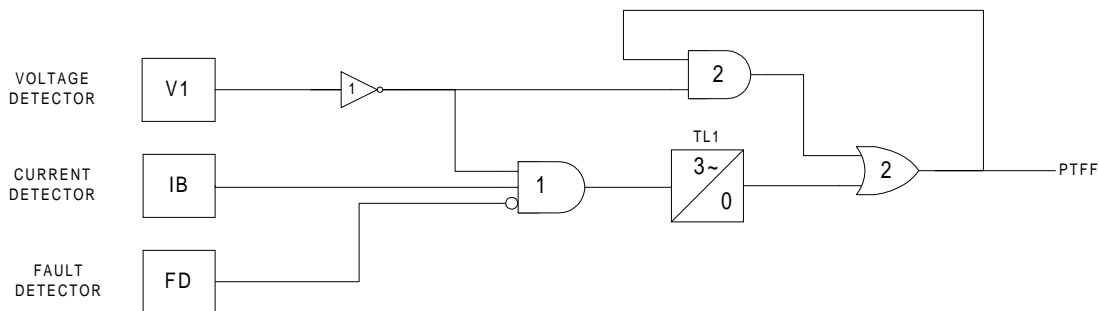 VOLTAGE
DETECTOR
V1
1
2
TL1
CURRENT
DETECTOR
IB
1
3~
0
2
PTFF
FAULT
DETECTOR
FD